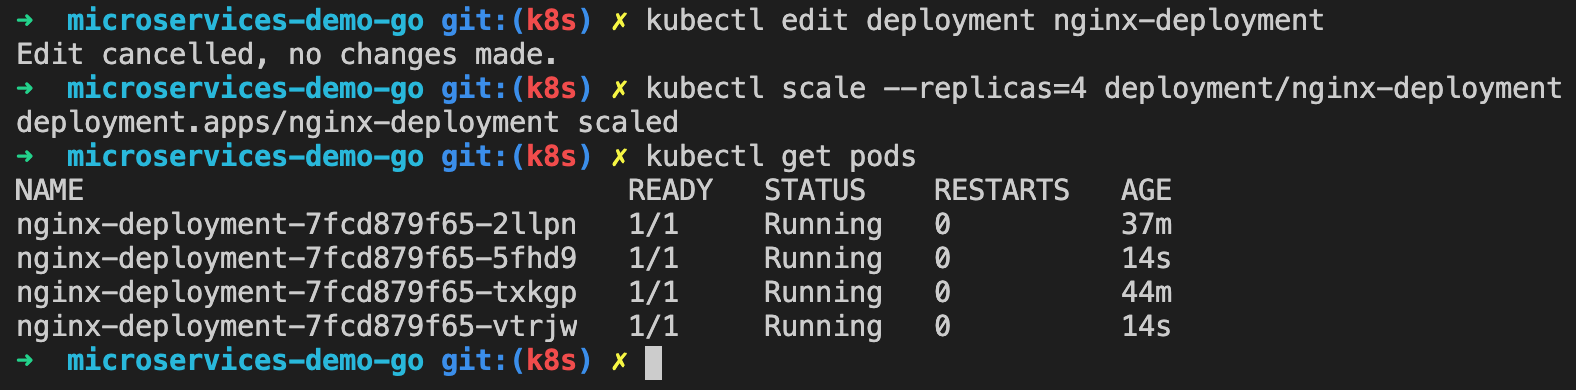 ➜  microservices-demo-go git:(k8s) ✗ kubectl edit deployment nginx-deployment
Edit cancelled, no changes made.
➜  microservices-demo-go git:(k8s) ✗ kubectl scale --replicas=4 deployment/nginx-deployment
deployment.apps/nginx-deployment scaled
➜  microservices-demo-go git:(k8s) ✗ kubectl get pods
NAME                                READY   STATUS    RESTARTS   AGE
nginx-deployment-7fcd879f65-2llpn   1/1     Running   0          37m
nginx-deployment-7fcd879f65-5fhd9   1/1     Running   0          14s
nginx-deployment-7fcd879f65-txkgp   1/1     Running   0          44m
nginx-deployment-7fcd879f65-vtrjw   1/1     Running   0          14s
➜  microservices-demo-go git:(k8s) ✗